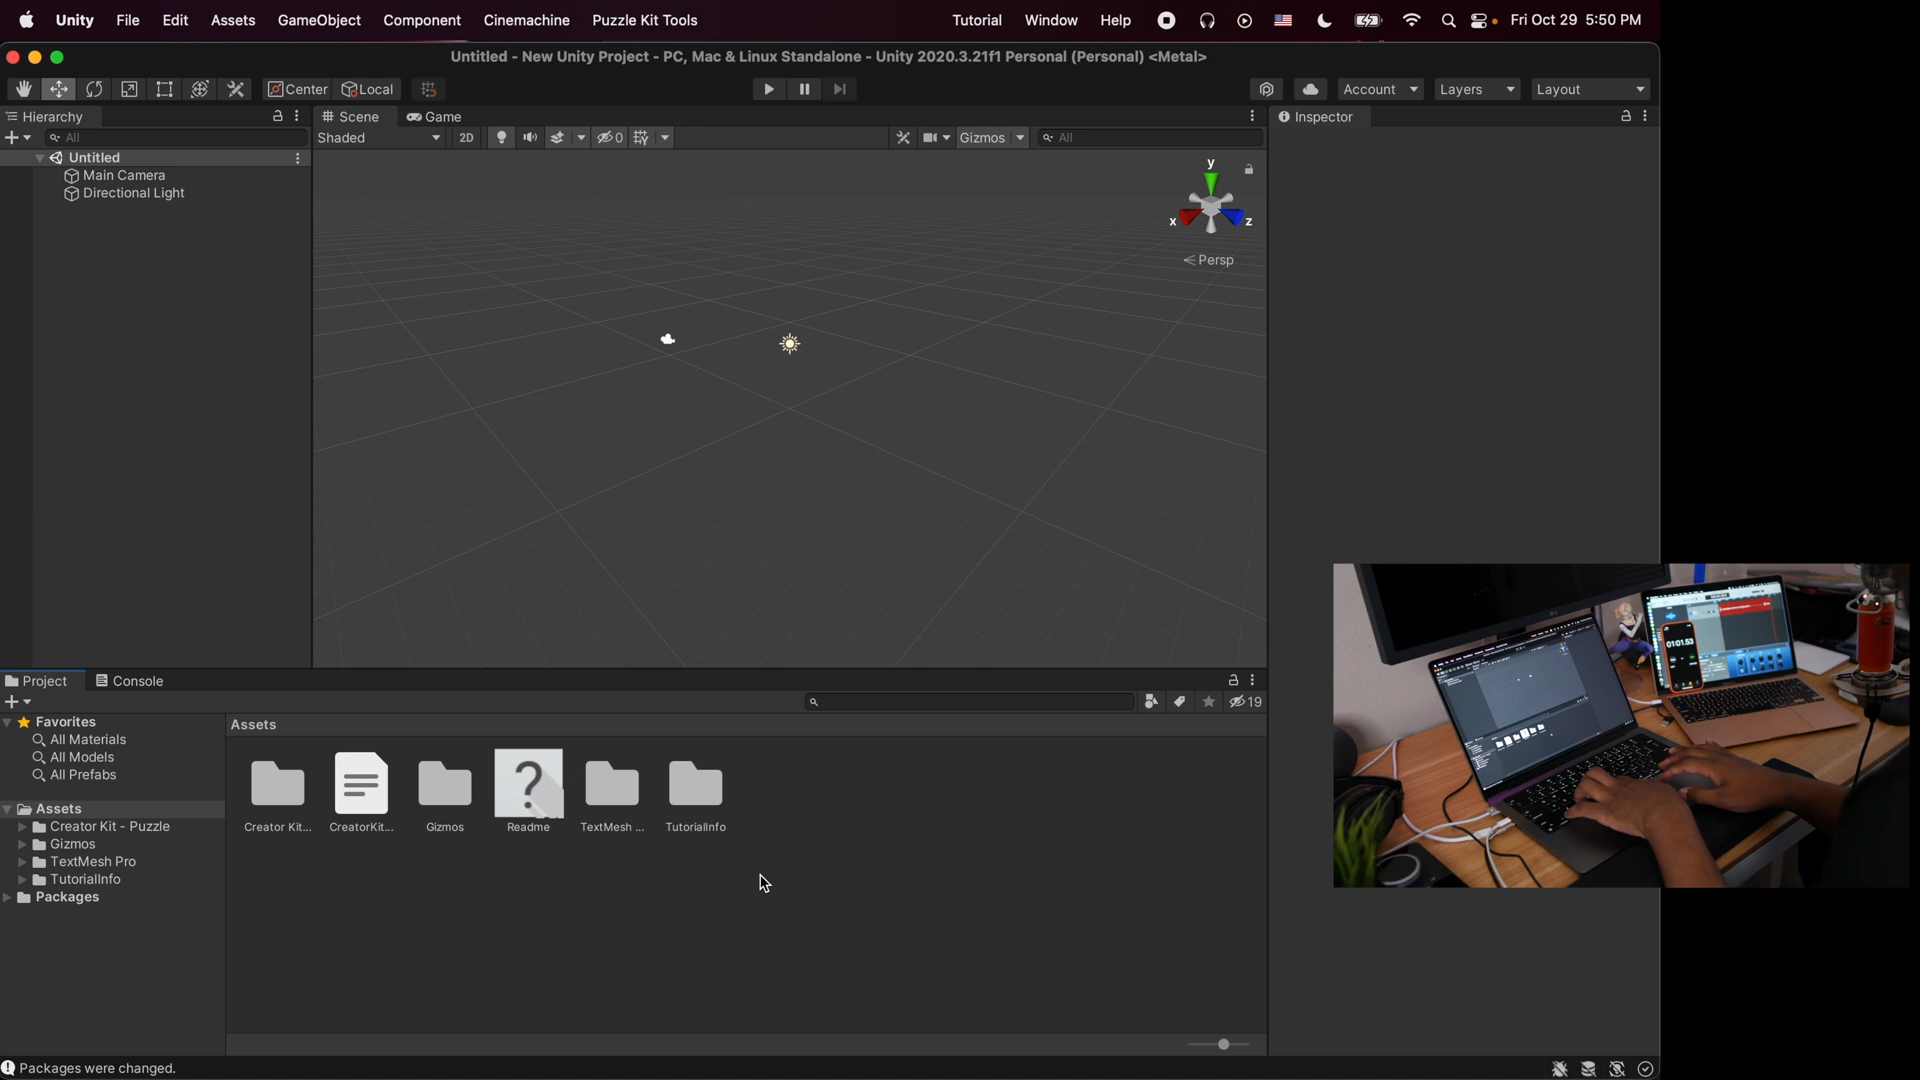 Unity File Edit Assets GameObject Component Cinemachine Puzzle Kit Tools Tutorial Window Help Fri Oct 29 5:50 PM
Untitled - New Unity Project - PC, Mac & Linux Standalone - Unity 2020.3.21f1 Personal (Personal) <Metal>
Center Local Account Layers Layout
Hierarchy Scene Game Inspector
All Shaded 2D 0 Gizmos All
Untitled
Main Camera
Directional Light
y
x z
Persp
Project Console
19
Favorites
All Materials
All Models
All Prefabs
Assets
Creator Kit - Puzzle
Gizmos
TextMesh Pro
TutorialInfo
Packages
Assets
Creator Kit... CreatorKit... Gizmos Readme TextMesh ... TutorialInfo
01:01.53
Packages were changed.